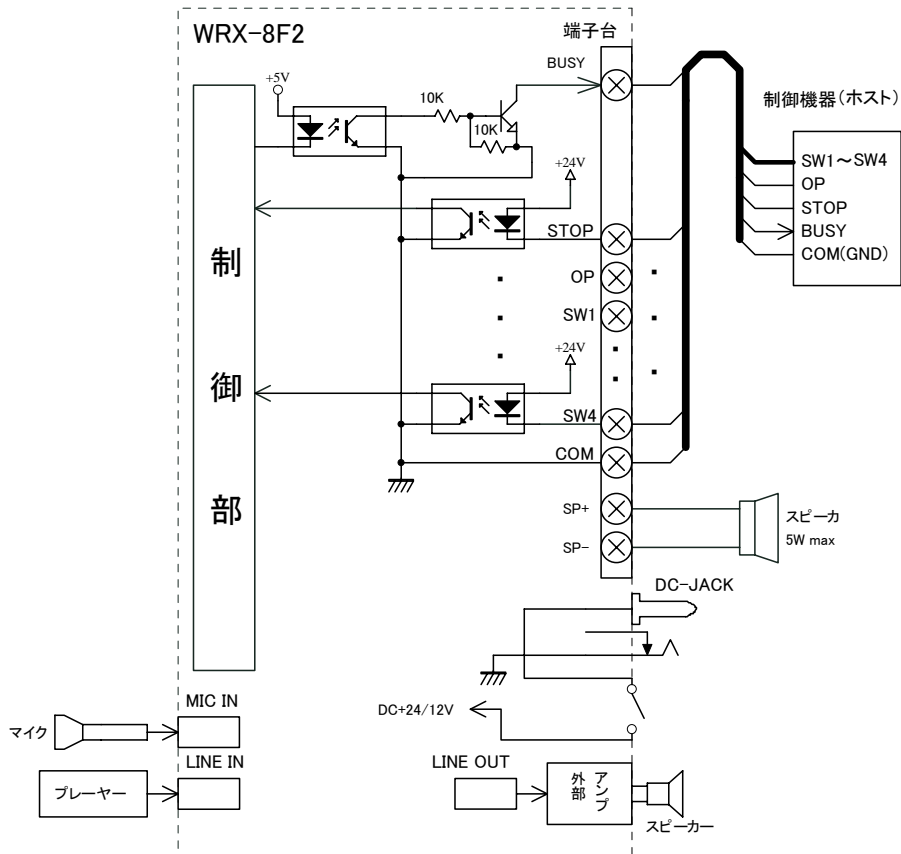 WRX-8F2
端子台
BUSY
+5V
10K
10K
制御機器(ホスト)
SW1～SW4
OP
STOP
BUSY
COM(GND)
+24V
STOP
OP
SW1
+24V
SW4
COM
制御部
SP+
SP-
スピーカ
5W max
DC-JACK
DC+24/12V
MIC IN
マイク
LINE IN
プレーヤー
LINE OUT
外部
アンプ
スピーカー